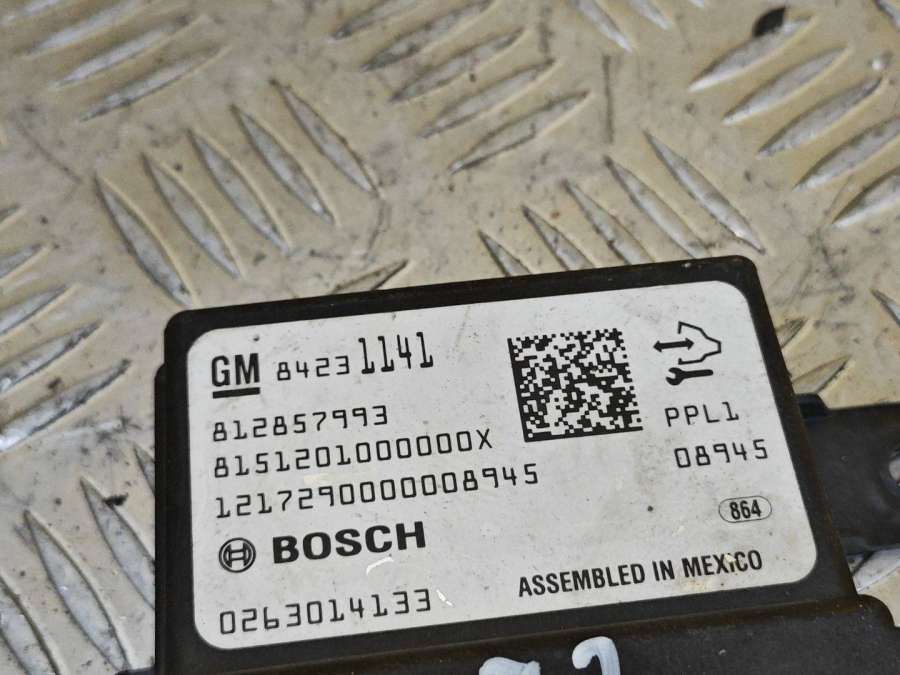 GM 84231141
812857993
8151201000000X
1217290000008945
BOSCH
0263014133
PPL1
08945
864
ASSEMBLED IN MEXICO